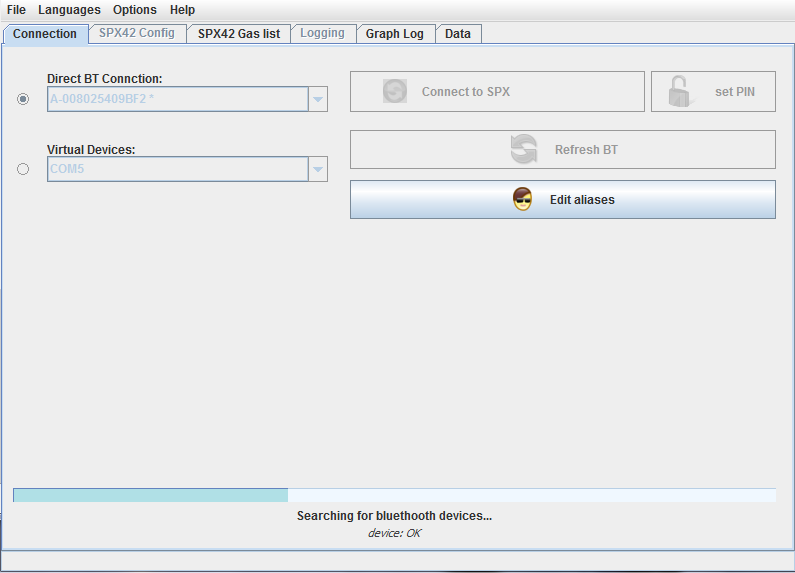 File Languages Options Help
Connection SPX42 Config SPX42 Gas list Logging Graph Log Data
Direct BT Connction:
A-008025409BF2 *
Connect to SPX
set PIN
Virtual Devices:
COM5
Refresh BT
Edit aliases
Searching for bluethooth devices...
device: OK